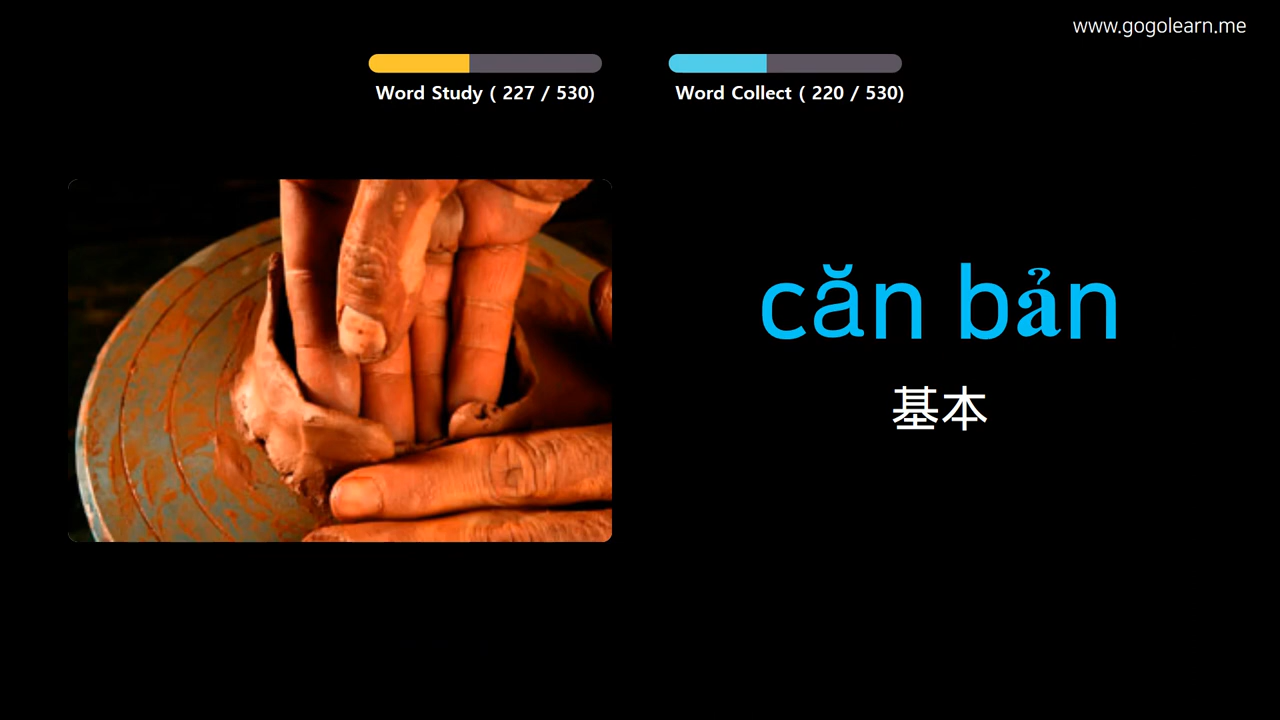 www.gogolearn.me
Word Study ( 227 / 530)
Word Collect ( 220 / 530)
căn bản
基本